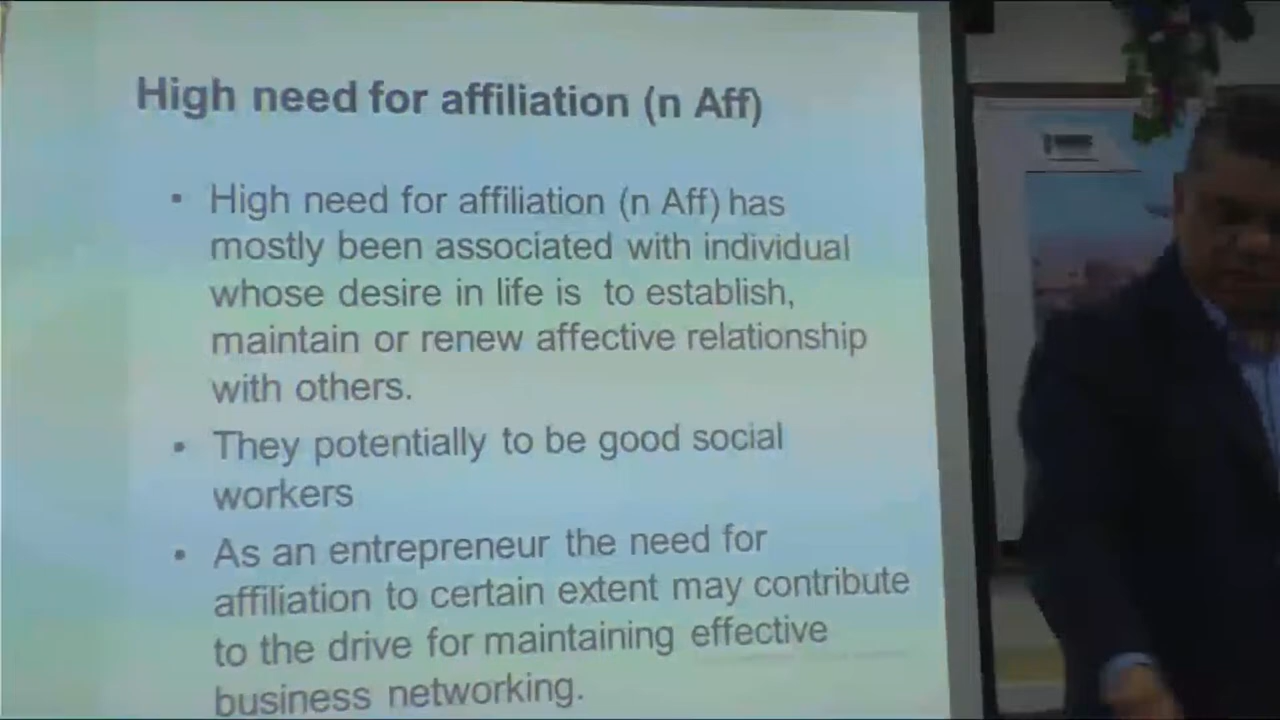 High need for affiliation (n Aff)
• High need for affiliation (n Aff) has
mostly been associated with individual
whose desire in life is to establish,
maintain or renew affective relationship
with others.
• They potentially to be good social
workers
• As an entrepreneur the need for
affiliation to certain extent may contribute
to the drive for maintaining effective
business networking.